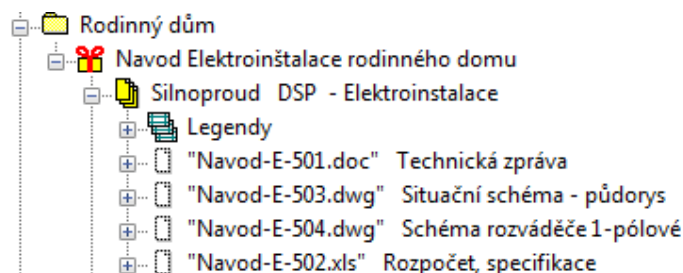 Rodinný dům
Navod Elektroinštalace rodinného domu
Silnoproud DSP - Elektroinstalace
Legendy
"Navod-E-501.doc" Technická zpráva
"Navod-E-503.dwg" Situační schéma - půdorys
"Navod-E-504.dwg" Schéma rozváděče 1-pólové
"Navod-E-502.xls" Rozpočet, specifikace